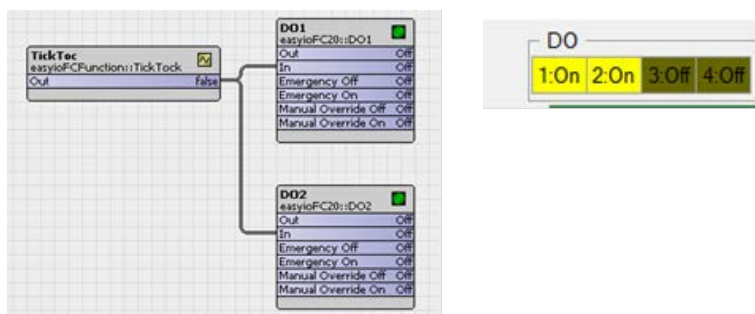 TickToc
easyioFCFunction::TickTock
Out false
DO1
easyioFC20::DO1
Out Off
In Off
Emergency Off Off
Emergency On Off
Manual Override Off Off
Manual Override On Off
DO2
easyioFC20::DO2
Out Off
In Off
Emergency Off Off
Emergency On Off
Manual Override Off Off
Manual Override On Off
DO
1:On 2:On 3:Off 4:Off